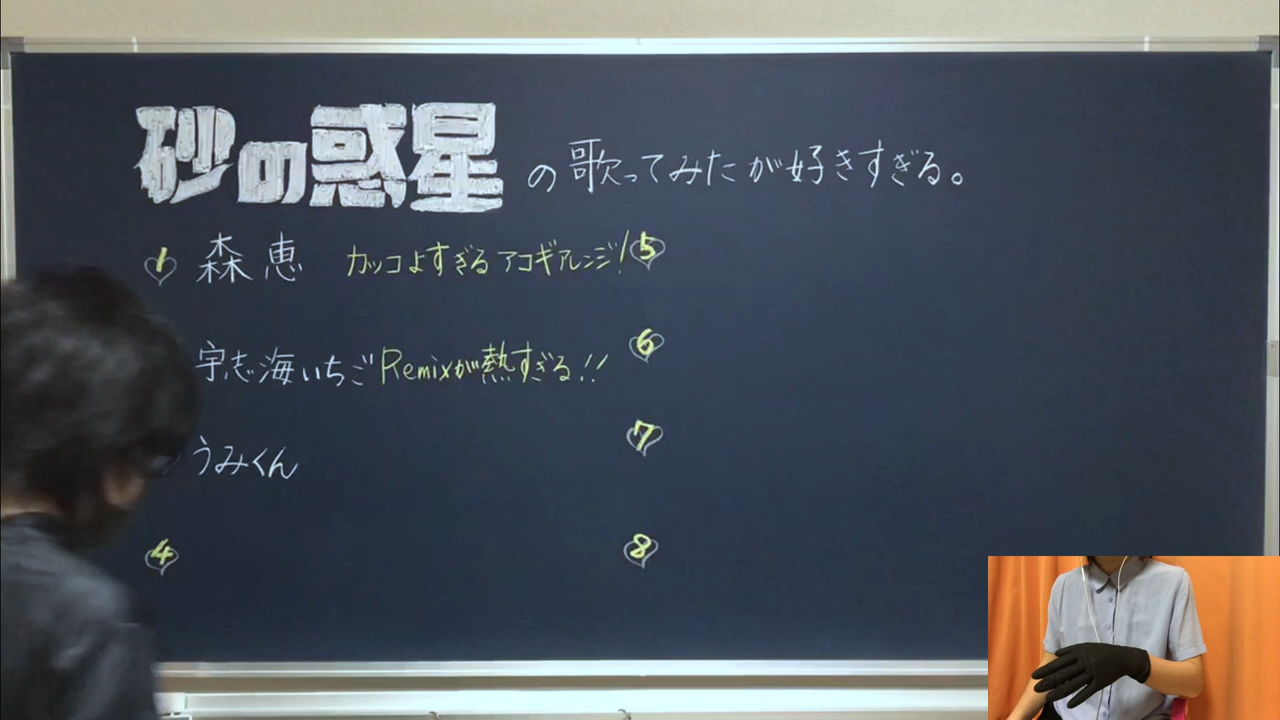 砂の惑星の歌ってみたが好きすぎる。
1 森恵 カッコよすぎるアコギアレンジ!
宇志海いちご Remixが熱すぎる!!
うみくん
4
5
6
7
8